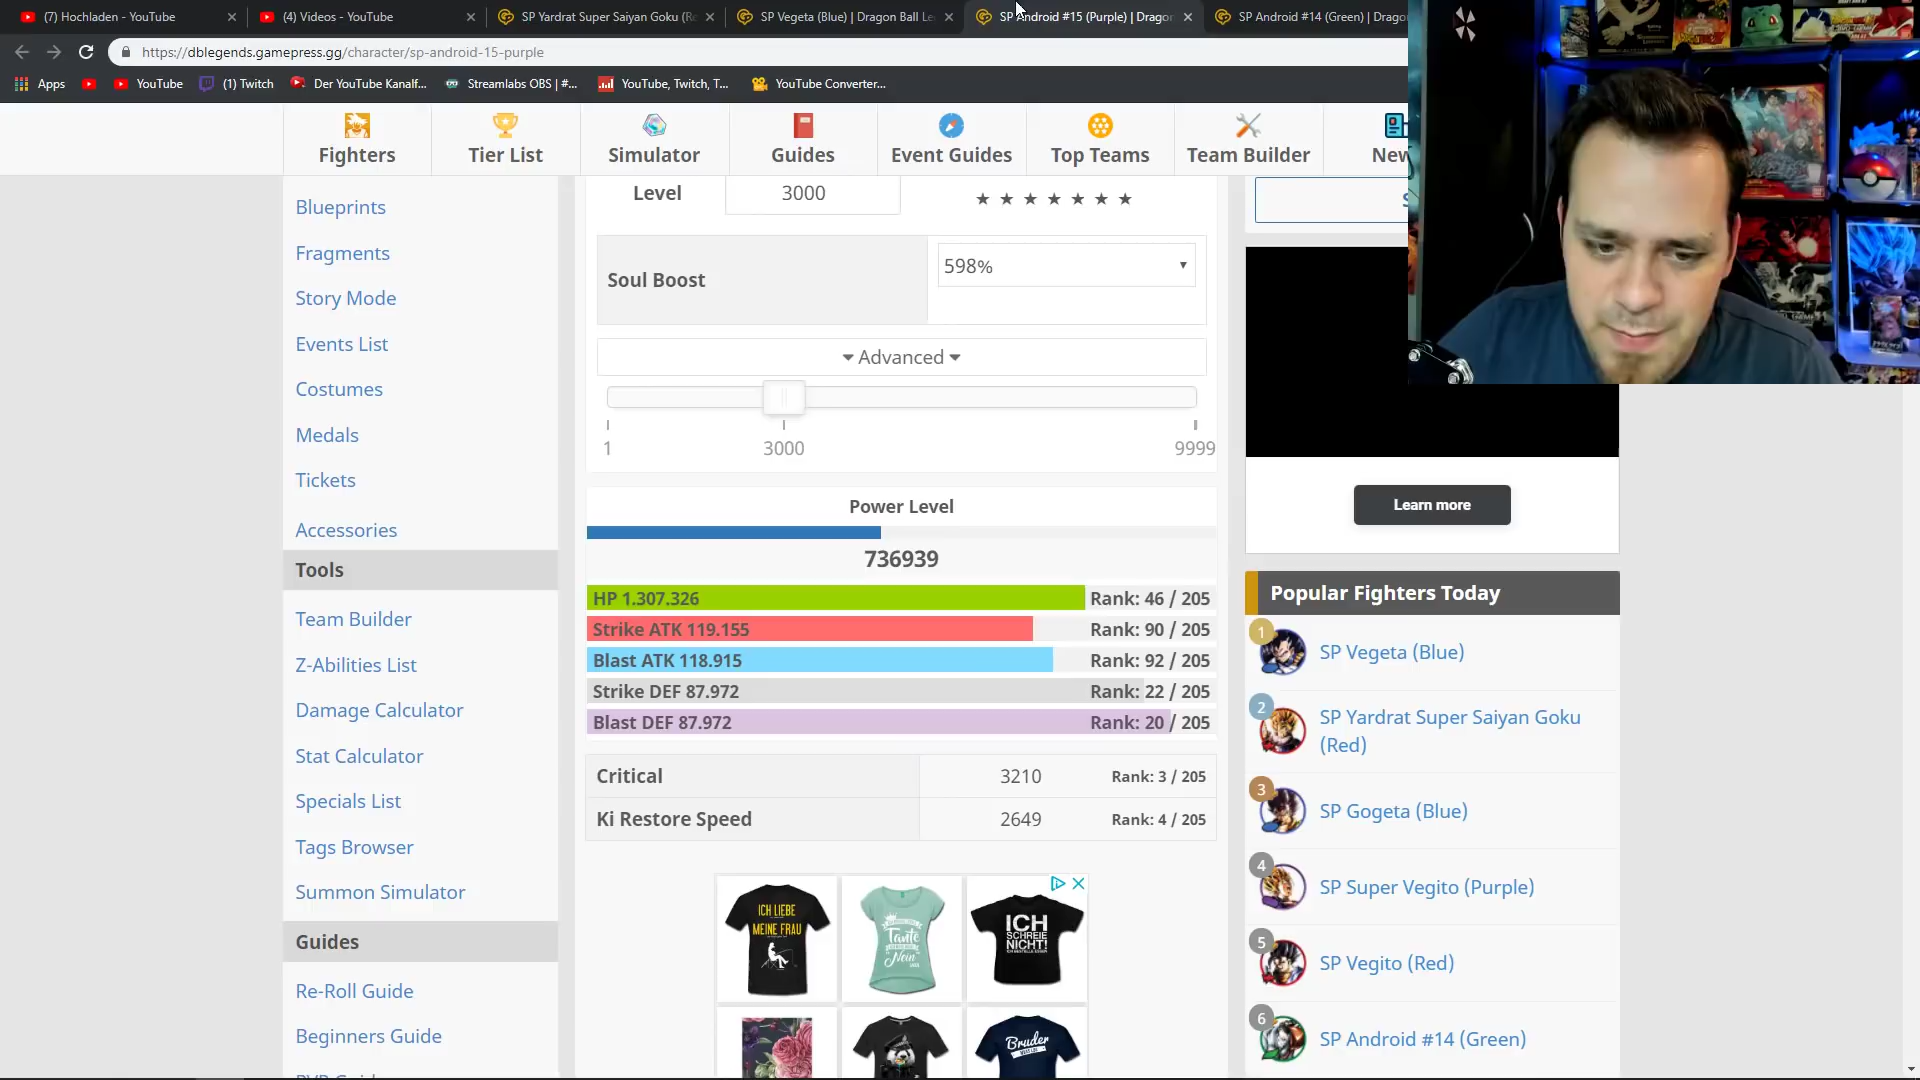 (7) Hochladen - YouTube
(4) Videos - YouTube
SP Yardrat Super Saiyan Goku (Re
SP Vegeta (Blue) | Dragon Ball Le
SP Android #15 (Purple) | Dragon
SP Android #14 (Green) | Drago
https://dblegends.gamepress.gg/character/sp-android-15-purple
Apps
YouTube
(1) Twitch
Der YouTube Kanalf...
Streamlabs OBS | #...
YouTube, Twitch, T...
YouTube Converter...
Fighters
Tier List
Simulator
Guides
Event Guides
Top Teams
Team Builder
New
Blueprints
Fragments
Story Mode
Events List
Costumes
Medals
Tickets
Accessories
Tools
Team Builder
Z-Abilities List
Damage Calculator
Stat Calculator
Specials List
Tags Browser
Summon Simulator
Guides
Re-Roll Guide
Beginners Guide
Level 3000 ★ ★ ★ ★ ★ ★ ★
Soul Boost 598%
Advanced
1 3000 9999
Power Level
736939
HP 1.307.326 Rank: 46 / 205
Strike ATK 119.155 Rank: 90 / 205
Blast ATK 118.915 Rank: 92 / 205
Strike DEF 87.972 Rank: 22 / 205
Blast DEF 87.972 Rank: 20 / 205
Critical 3210 Rank: 3 / 205
Ki Restore Speed 2649 Rank: 4 / 205
ICH LIEBE
MEINE FRAU
Tante
Nein
ICH
SCHREIE
NICHT!
Bruder
Learn more
Popular Fighters Today
1 SP Vegeta (Blue)
2 SP Yardrat Super Saiyan Goku
(Red)
3 SP Gogeta (Blue)
4 SP Super Vegito (Purple)
5 SP Vegito (Red)
6 SP Android #14 (Green)